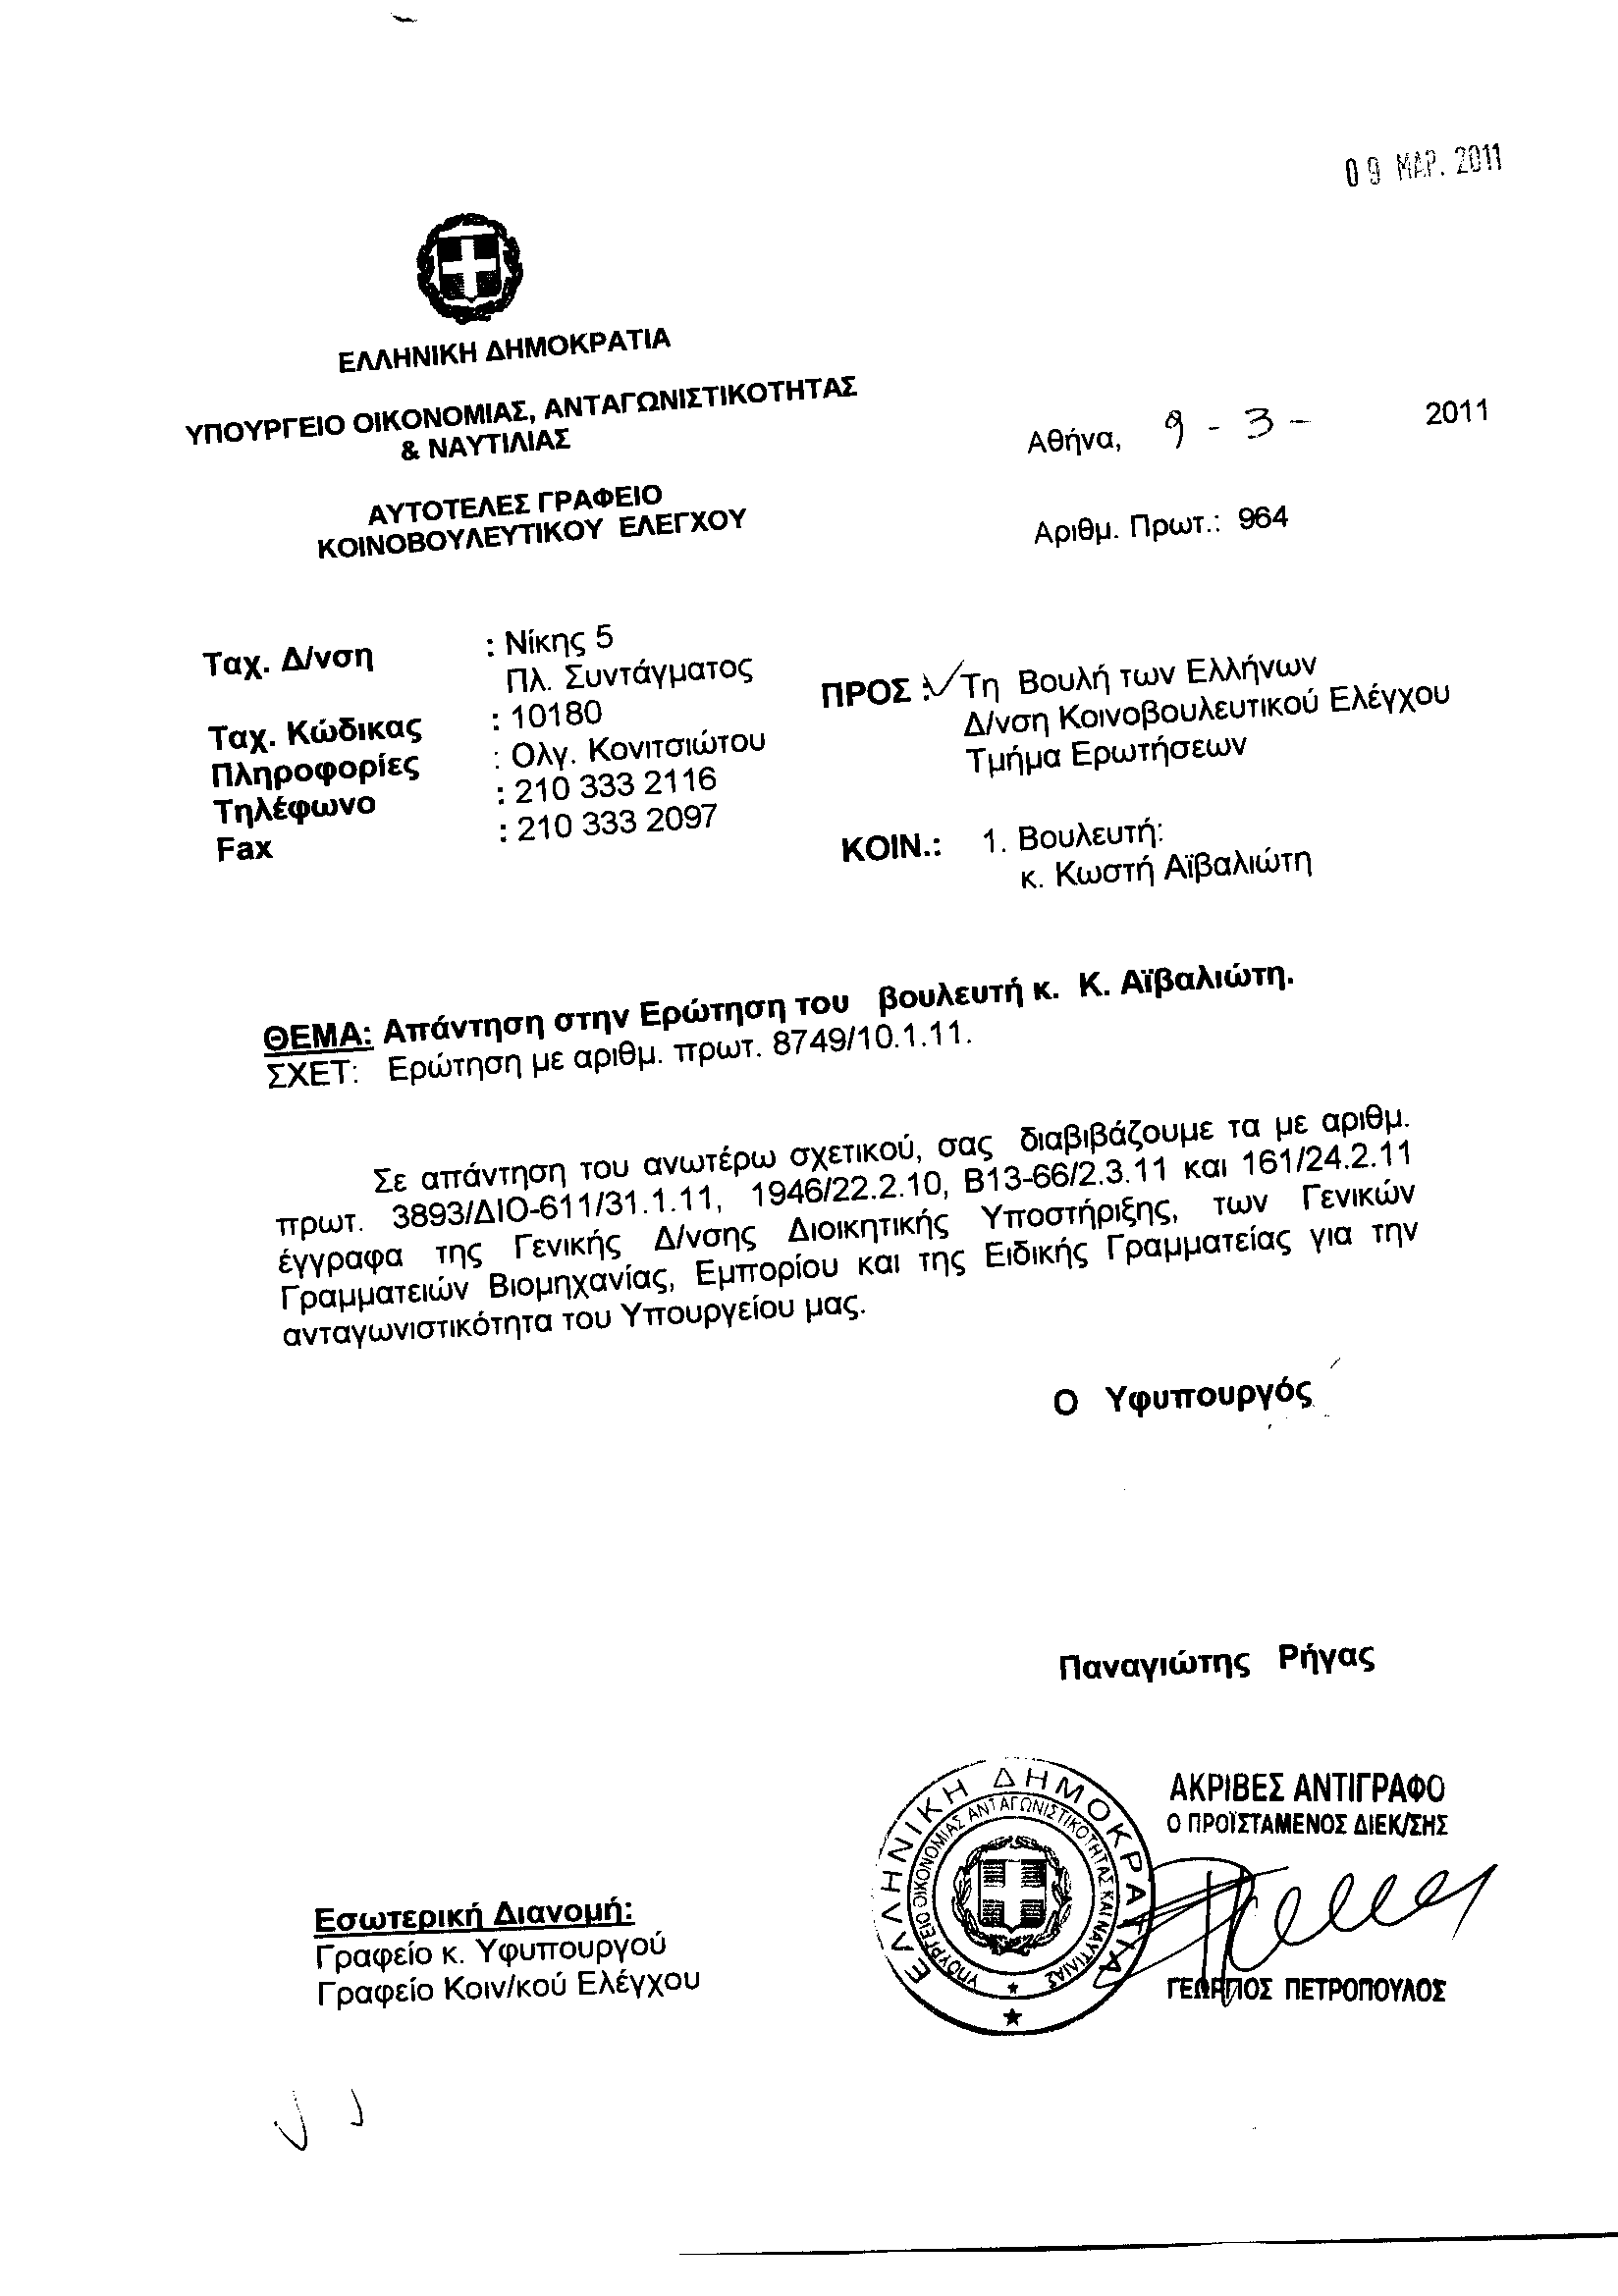 09 ΜΑΡ. 2011
ΕΛΛΗΝΙΚΗ ΔΗΜΟΚΡΑΤΙΑ
ΥΠΟΥΡΓΕΙΟ ΟΙΚΟΝΟΜΙΑΣ, ΑΝΤΑΓΩΝΙΣΤΙΚΟΤΗΤΑΣ
& ΝΑΥΤΙΛΙΑΣ
ΑΥΤΟΤΕΛΕΣ ΓΡΑΦΕΙΟ
ΚΟΙΝΟΒΟΥΛΕΥΤΙΚΟΥ ΕΛΕΓΧΟΥ
Αθήνα, 9 - 3 - 2011
Αριθμ. Πρωτ.: 964
Ταχ. Δ/νση : Νίκης 5
Πλ. Συντάγματος
Ταχ. Κώδικας : 10180
Πληροφορίες : Ολγ. Κονιτσιώτου
Τηλέφωνο : 210 333 2116
Fax : 210 333 2097
ΠΡΟΣ : Τη Βουλή των Ελλήνων
Δ/νση Κοινοβουλευτικού Ελέγχου
Τμήμα Ερωτήσεων
ΚΟΙΝ.: 1. Βουλευτή:
κ. Κωστή Αϊβαλιώτη
ΘΕΜΑ: Απάντηση στην Ερώτηση του βουλευτή κ. Κ. Αϊβαλιώτη.
ΣΧΕΤ: Ερώτηση με αριθμ. πρωτ. 8749/10.1.11.
Σε απάντηση του ανωτέρω σχετικού, σας διαβιβάζουμε τα με αριθμ.
πρωτ. 3893/ΔΙΟ-611/31.1.11, 1946/22.2.10, Β13-66/2.3.11 και 161/24.2.11
έγγραφα της Γενικής Δ/νσης Διοικητικής Υποστήριξης, των Γενικών
Γραμματειών Βιομηχανίας, Εμπορίου και της Ειδικής Γραμματείας για την
ανταγωνιστικότητα του Υπουργείου μας.
Ο Υφυπουργός
Παναγιώτης Ρήγας
ΕΛΛΗΝΙΚΗ ΔΗΜΟΚΡΑΤΙΑ
ΥΠΟΥΡΓΕΙΟ ΟΙΚΟΝΟΜΙΑΣ ΑΝΤΑΓΩΝΙΣΤΙΚΟΤΗΤΑΣ ΚΑΙ ΝΑΥΤΙΛΙΑΣ
ΑΚΡΙΒΕΣ ΑΝΤΙΓΡΑΦΟ
Ο ΠΡΟΪΣΤΑΜΕΝΟΣ ΔΙΕΚ/ΣΗΣ
ΓΕΩΡΓΙΟΣ ΠΕΤΡΟΠΟΥΛΟΣ
Εσωτερική Διανομή:
Γραφείο κ. Υφυπουργού
Γραφείο Κοιν/κού Ελέγχου